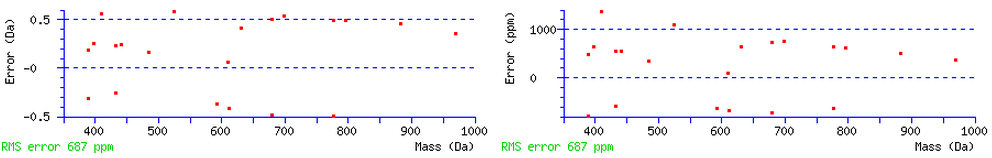 0.5
-0
-0.5
Error (Da)
400 500 600 700 800 900 1000
RMS error 687 ppm
Mass (Da)
1000
0
Error (ppm)
400 500 600 700 800 900 1000
RMS error 687 ppm
Mass (Da)